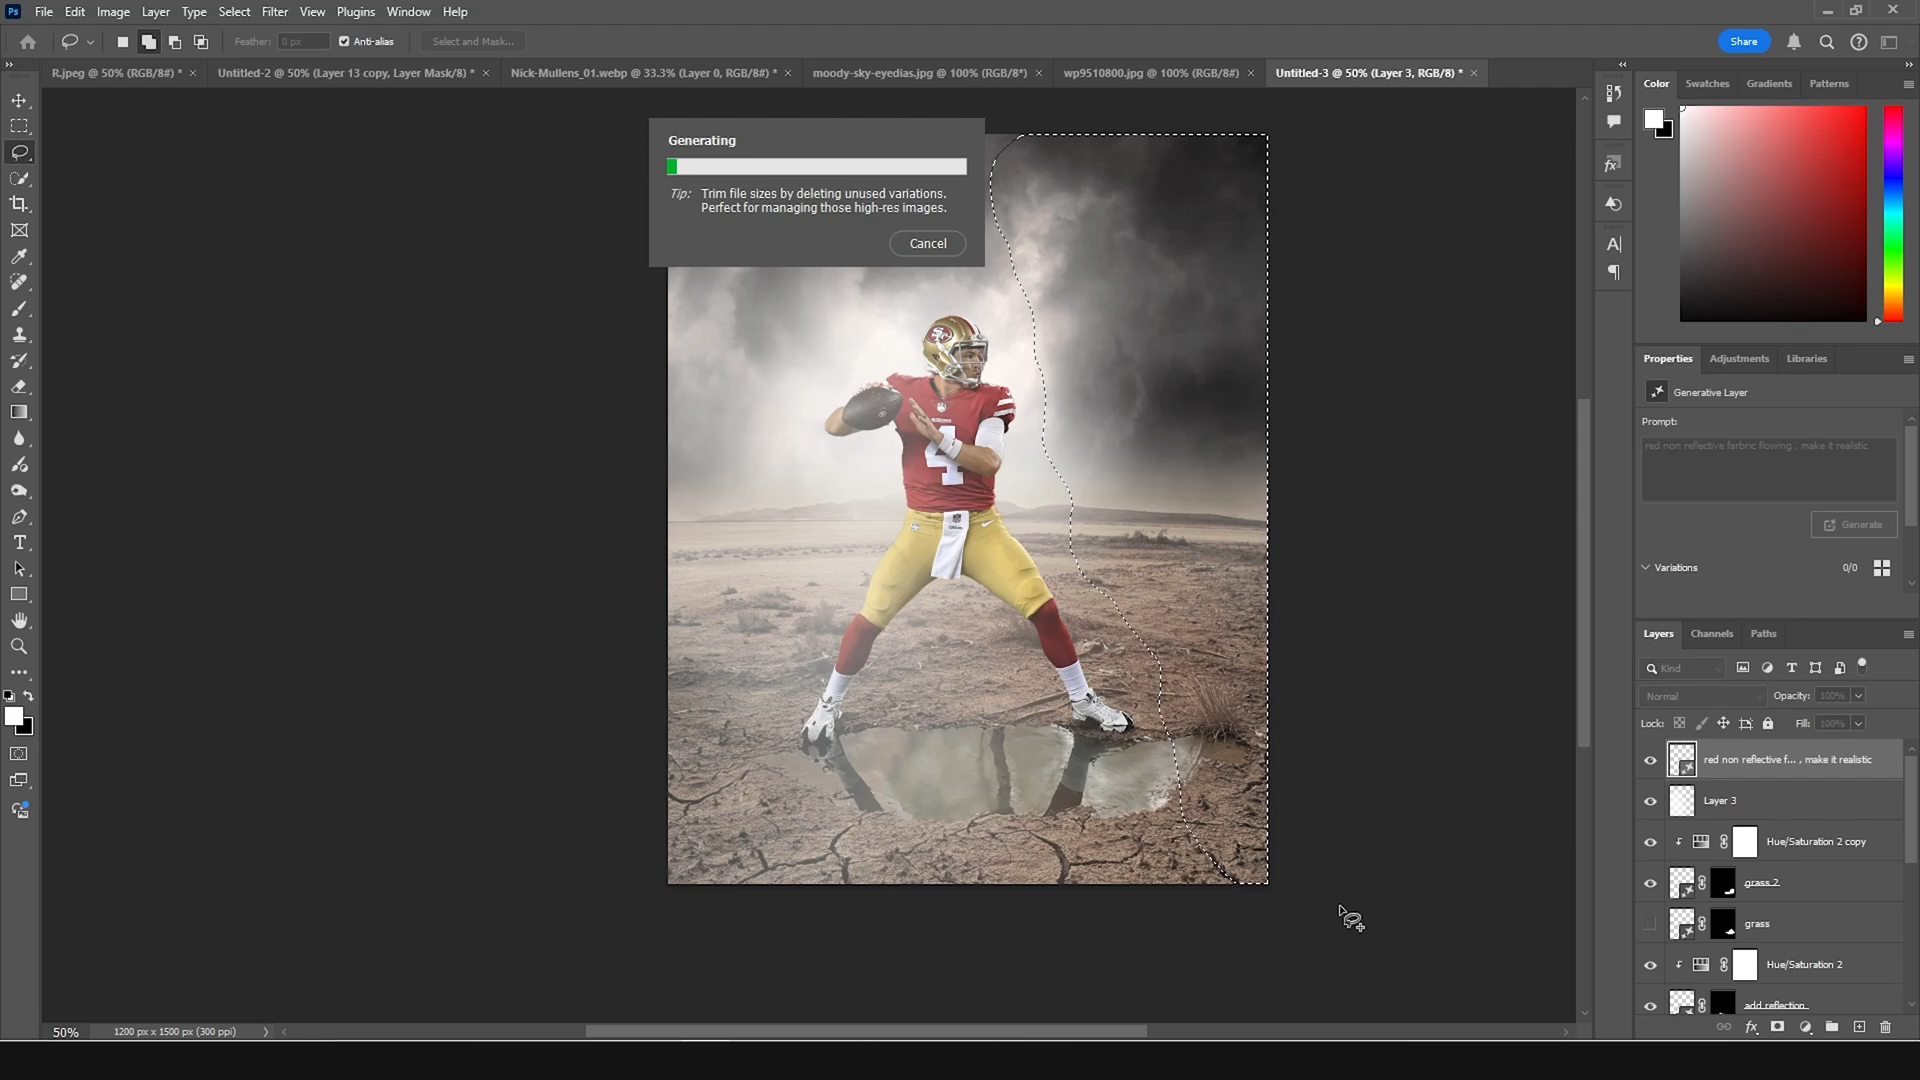 Ps File Edit Image Layer Type Select Filter View Plugins Window Help
Feather: 0 px Anti-alias Select and Mask... Share
R.jpeg @ 50% (RGB/8#) * Untitled-2 @ 50% (Layer 13 copy, Layer Mask/8) * Nick-Mullens_01.webp @ 33.3% (Layer 0, RGB/8#) * moody-sky-eyedias.jpg @ 100% (RGB/8*) wp9510800.jpg @ 100% (RGB/8#) Untitled-3 @ 50% (Layer 3, RGB/8) *
Color Swatches Gradients Patterns
Generating
Tip: Trim file sizes by deleting unused variations.
Perfect for managing those high-res images.
Cancel
SF
4
Properties Adjustments Libraries
Generative Layer
Prompt:
red non reflective farbric flowing , make it realistic
Generate
Variations 0/0
Layers Channels Paths
Kind
Normal Opacity: 100%
Lock: Fill: 100%
red non reflective f... , make it realistic
Layer 3
Hue/Saturation 2 copy
grass 2
grass
Hue/Saturation 2
add reflection
50% 1200 px x 1500 px (300 ppi)